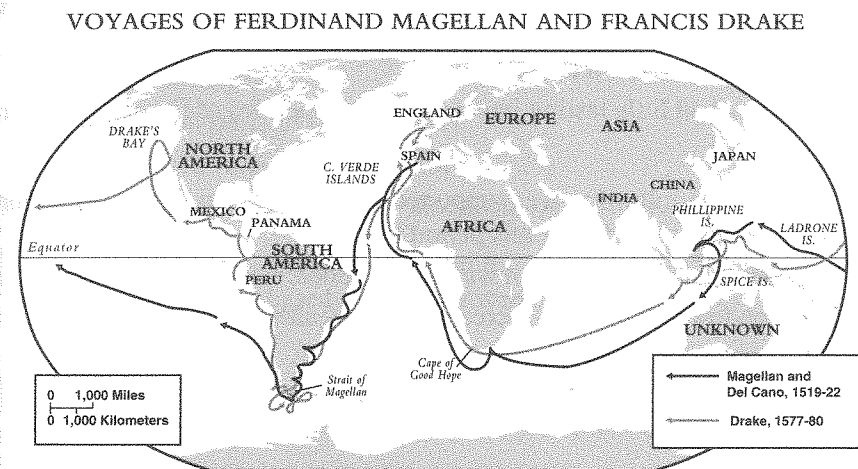 VOYAGES OF FERDINAND MAGELLAN AND FRANCIS DRAKE
ENGLAND
EUROPE
ASIA
DRAKE'S
BAY
NORTH
AMERICA
SPAIN
JAPAN
C. VERDE
ISLANDS
CHINA
INDIA
MEXICO
PANAMA
PHILLIPPINE
IS.
LADRONE
IS.
AFRICA
Equator
SOUTH
AMERICA
PERU
SPICE IS.
UNKNOWN
Cape of
Good Hope
Strait of
Magellan
0 1,000 Miles
0 1,000 Kilometers
Magellan and
Del Cano, 1519-22
Drake, 1577-80